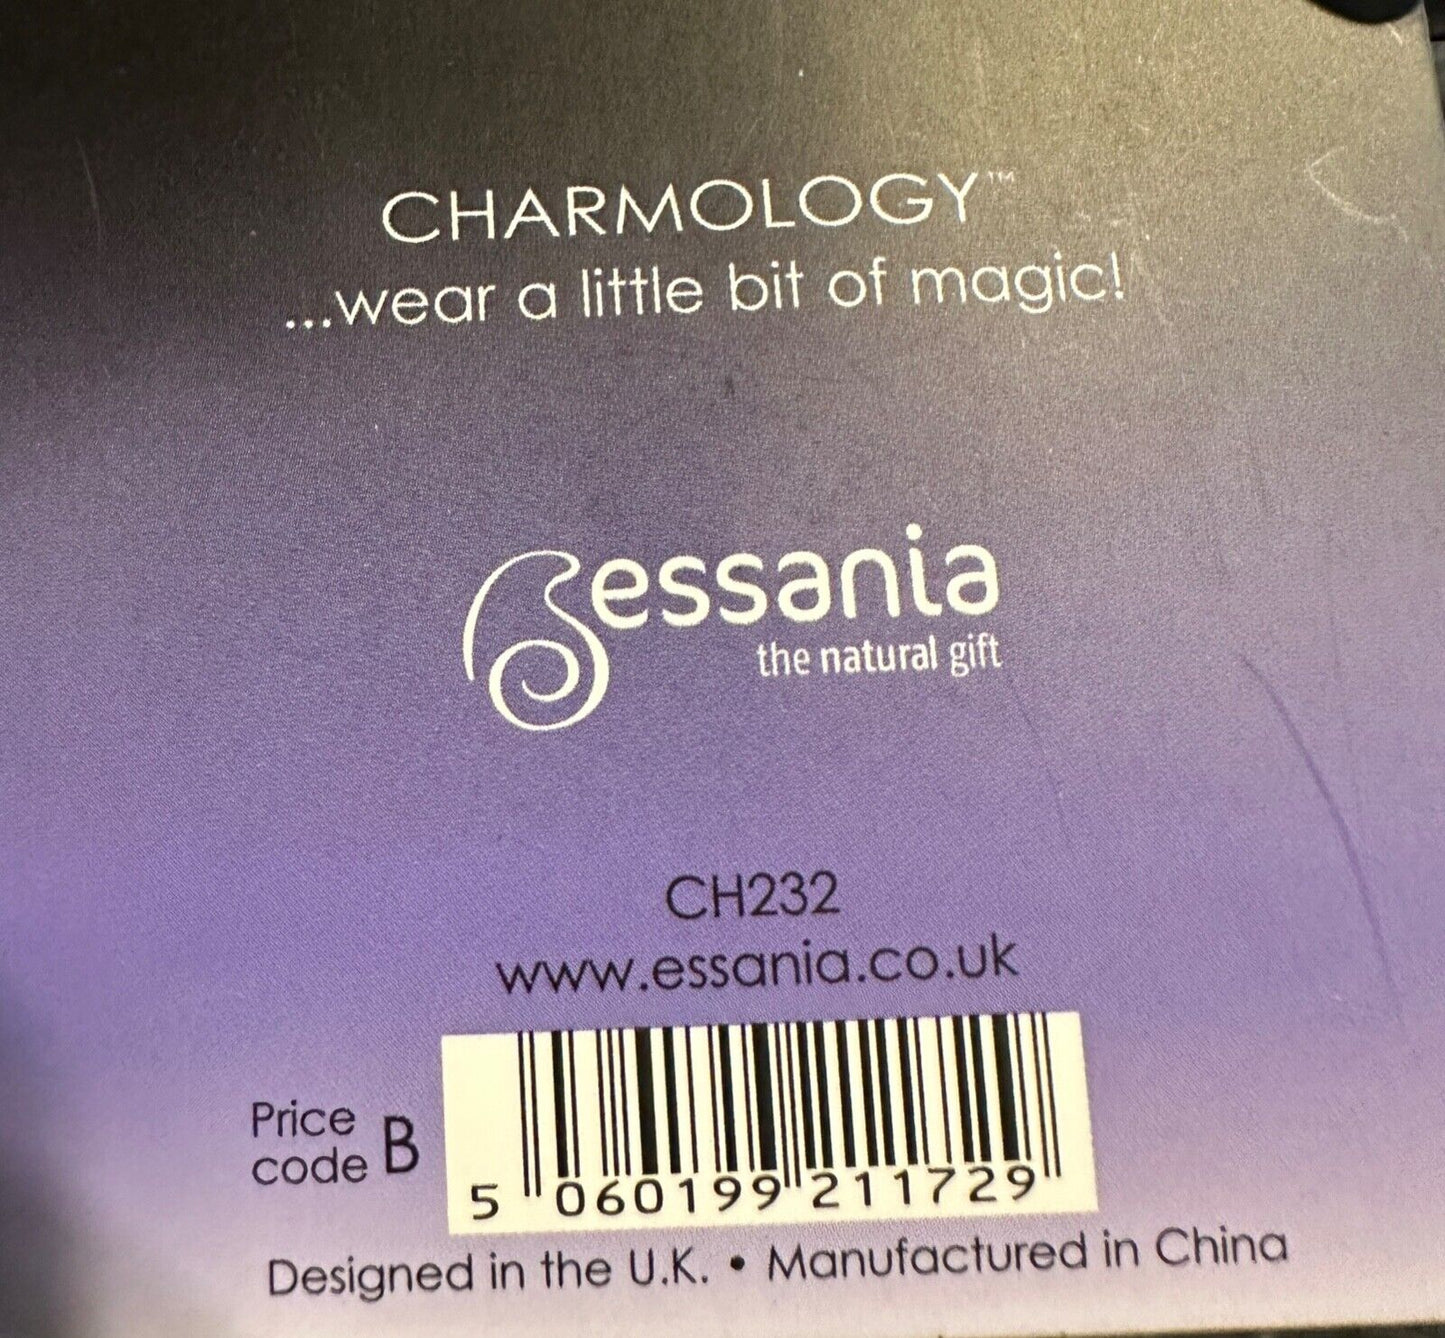 CHARMOLOGY™
...wear a little bit of magic!
essania
the natural gift
CH232
www.essania.co.uk
Price
code B
5 060199 211729
Designed in the U.K. • Manufactured in China